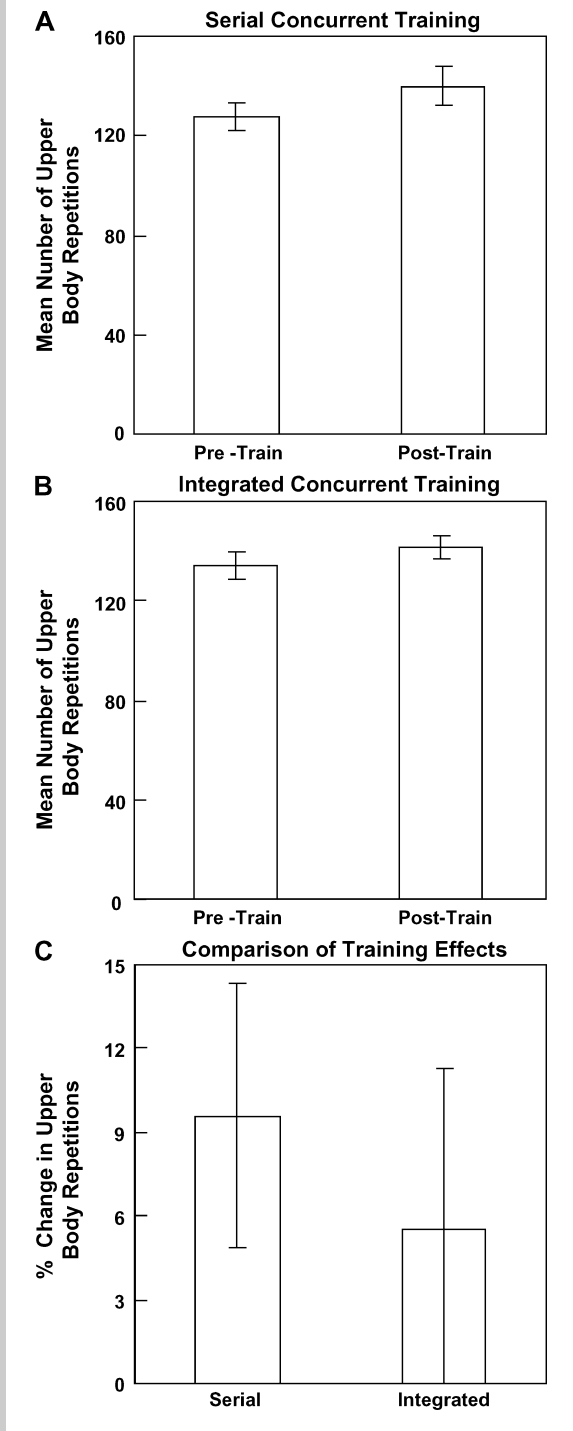 A
Serial Concurrent Training
160
120
80
40
0
Mean Nunber of Upper
Body Repetitions
Pre -Train
Post-Train
B
Integrated Concurrent Training
160
120
80
40
0
Mean Number of Upper
Body Repetitions
Pre -Train
Post-Train
C
Comparison of Training Effects
15
12
9
6
3
0
% Change in Upper
Body Repetitions
Serial
Integrated